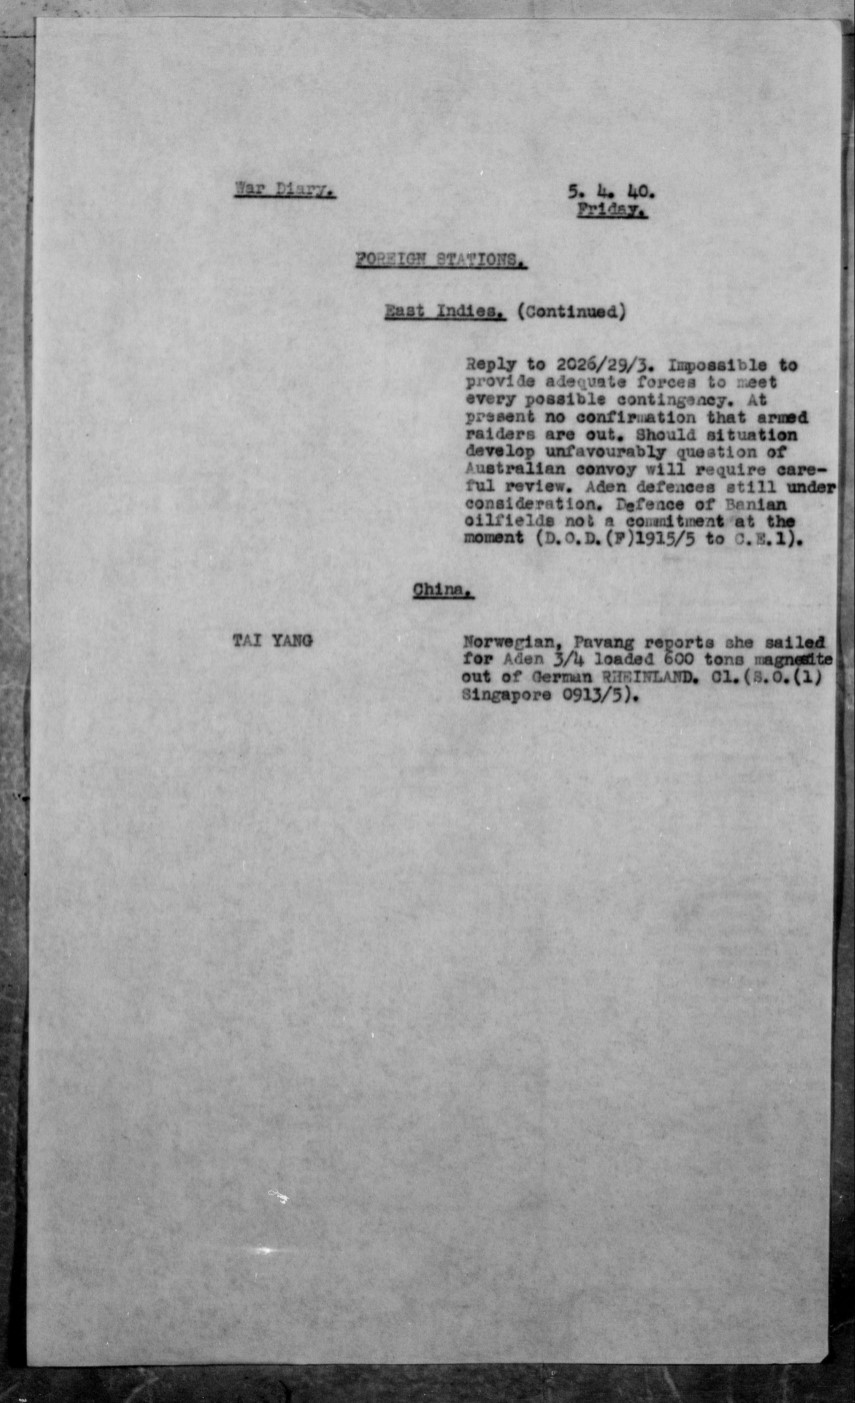 War Diary.
5. 4. 40.
Friday.
FOREIGN STATIONS.
East Indies. (Continued)
Reply to 2026/29/3. Impossible to
provide adequate forces to meet
every possible contingency. At
present no confirmation that armed
raiders are out. Should situation
develop unfavourably question of
Australian convoy will require care-
ful review. Aden defences still under
consideration. Defence of Banian
oilfields not a commitment at the
moment (D.O.D.(F)1915/5 to C.E.1).
China.
TAI YANG
Norwegian, Pavang reports she sailed
for Aden 3/4 loaded 600 tons magnesite
out of German RHEINLAND. Cl.(S.O.(1)
Singapore 0913/5).